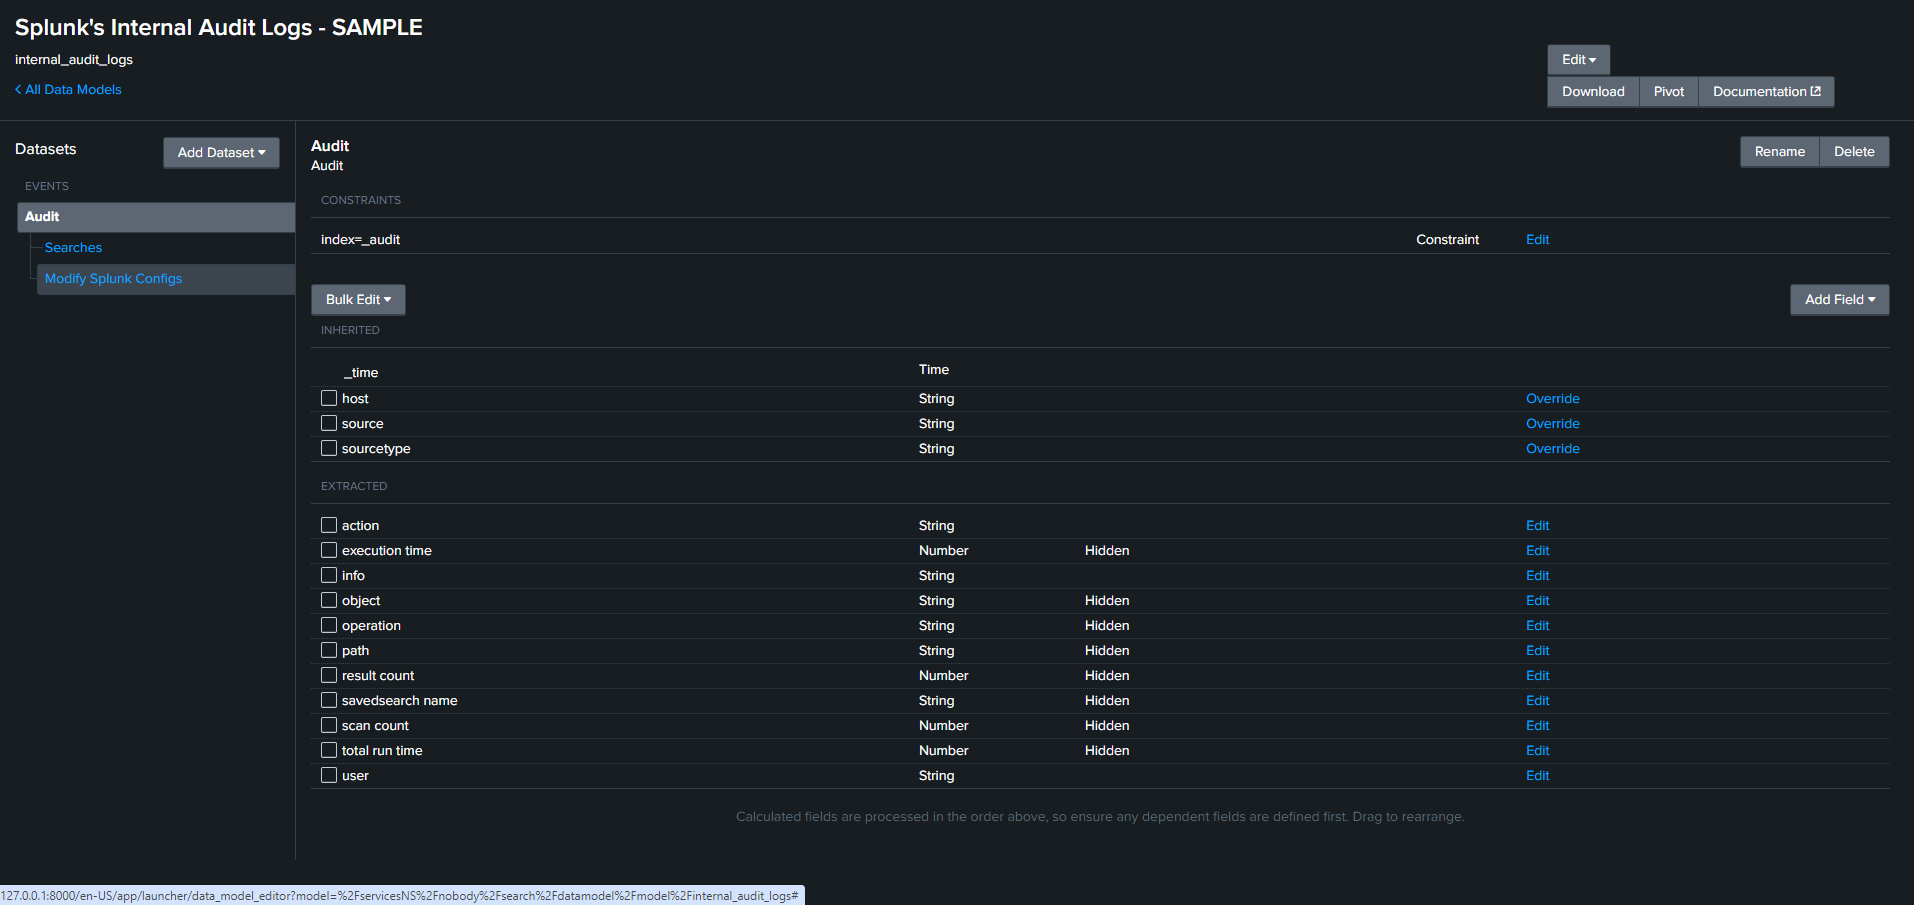 Splunk's Internal Audit Logs - SAMPLE
internal_audit_logs
All Data Models
Edit
Download Pivot Documentation
Datasets
Add Dataset
EVENTS
Audit
Searches
Modify Splunk Configs
Audit
Audit
Rename Delete
CONSTRAINTS
index=_audit Constraint Edit
Bulk Edit Add Field
INHERITED
_time Time
host String Override
source String Override
sourcetype String Override
EXTRACTED
action String Edit
execution time Number Hidden Edit
info String Edit
object String Hidden Edit
operation String Hidden Edit
path String Hidden Edit
result count Number Hidden Edit
savedsearch name String Hidden Edit
scan count Number Hidden Edit
total run time Number Hidden Edit
user String Edit
Calculated fields are processed in the order above, so ensure any dependent fields are defined first. Drag to rearrange.
127.0.0.1:8000/en-US/app/launcher/data_model_editor?model=%2FservicesNS%2Fnobody%2Fsearch%2Fdatamodel%2Fmodel%2Finternal_audit_logs#